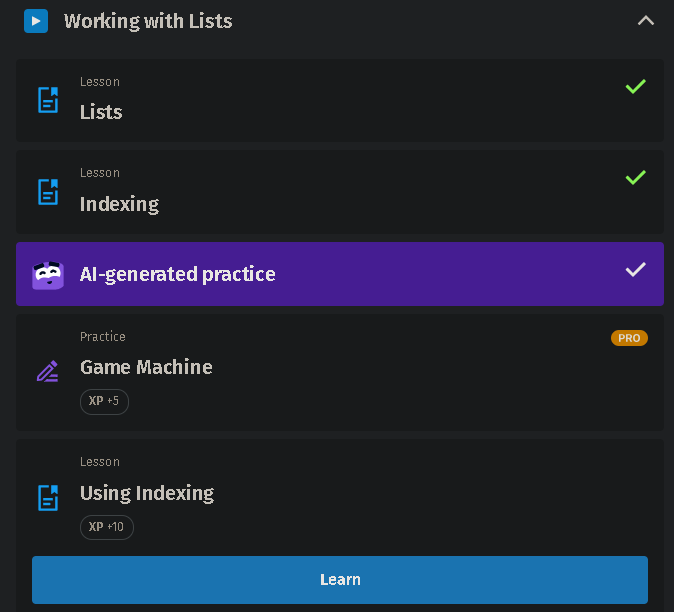 Working with Lists
Lesson
Lists
Lesson
Indexing
AI-generated practice
Practice
PRO
Game Machine
XP +5
Lesson
Using Indexing
XP +10
Learn